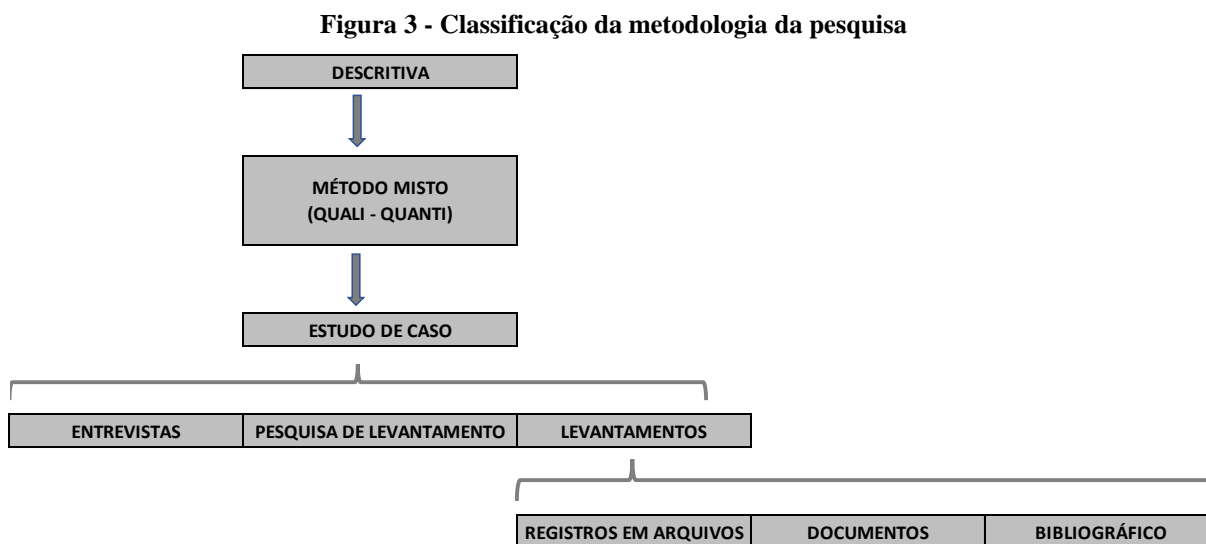 Figura 3 - Classificação da metodologia da pesquisa
DESCRITIVA
MÉTODO MISTO
(QUALI - QUANTI)
ESTUDO DE CASO
ENTREVISTAS
PESQUISA DE LEVANTAMENTO
LEVANTAMENTOS
REGISTROS EM ARQUIVOS
DOCUMENTOS
BIBLIOGRÁFICO